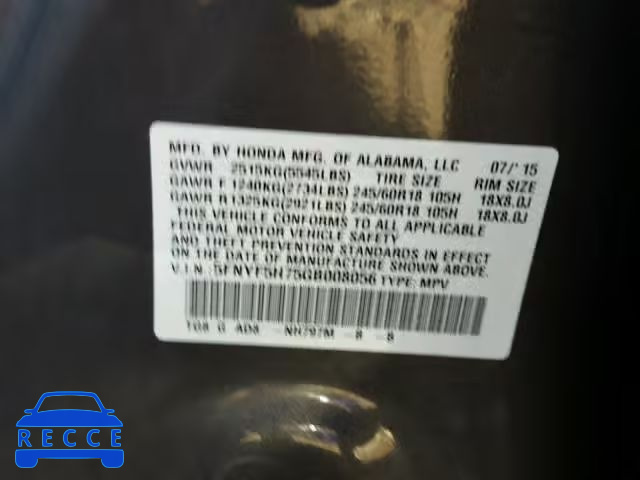 MFD. BY HONDA MFG. OF ALABAMA, LLC 07/'15
GVWR 2515KG(5545LBS) TIRE SIZE RIM SIZE
GAWR F 1240KG(2734LBS) 245/60R18 105H 18X8.0J
GAWR R 1325KG(2921LBS) 245/60R18 105H 18X8.0J
THIS VEHICLE CONFORMS TO ALL APPLICABLE
FEDERAL MOTOR VEHICLE SAFETY
AND THEFT PREVENTION STANDARDS IN EFFECT
ON THE DATE OF MANUFACTURE SHOWN ABOVE.
V.I.N.: 5FNYF5H75GB008056 TYPE: MPV
TG8 G A08 NH797M B S
RECCE